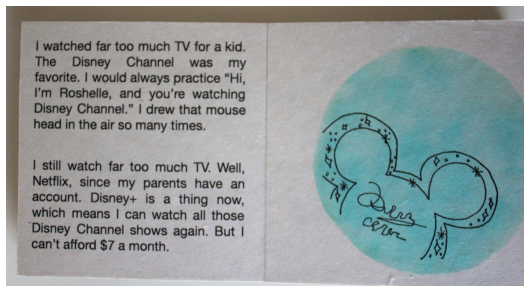 I watched far too much TV for a kid.
The Disney Channel was my
favorite. I would always practice “Hi,
I’m Roshelle, and you’re watching
Disney Channel.” I drew that mouse
head in the air so many times.
I still watch far too much TV. Well,
Netflix, since my parents have an
account. Disney+ is a thing now,
which means I can watch all those
Disney Channel shows again. But I
can’t afford $7 a month.